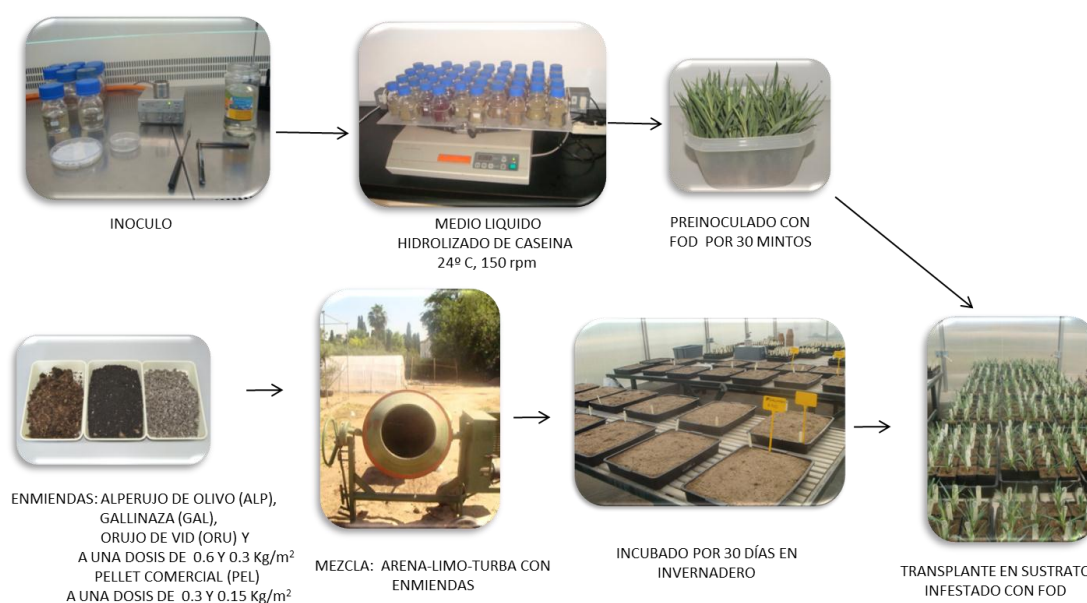 INOCULO
MEDIO LIQUIDO
HIDROLIZADO DE CASEINA
24º C, 150 rpm
PREINOCULADO CON
FOD POR 30 MINTOS
ENMIENDAS: ALPERUJO DE OLIVO (ALP),
GALLINAZA (GAL),
ORUJO DE VID (ORU) Y
A UNA DOSIS DE 0.6 Y 0.3 Kg/m²
PELLET COMERCIAL (PEL)
A UNA DOSIS DE 0.3 Y 0.15 Kg/m²
MEZCLA: ARENA-LIMO-TURBA CON
ENMIENDAS
INCUBADO POR 30 DÍAS EN
INVERNADERO
TRANSPLANTE EN SUSTRATO
INFESTADO CON FOD